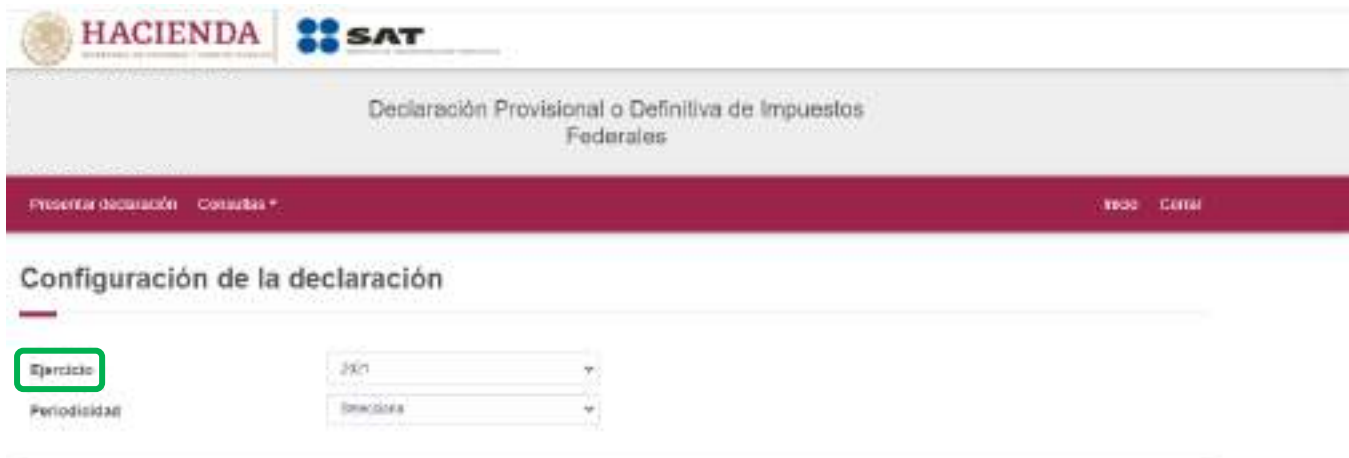 HACIENDA
SAT
Declaración Provisional o Definitiva de Impuestos
Federales
Presentar declaración Consultas
Inicio Cerrar
Configuración de la declaración
Ejercicio 2021
Periodicidad Selecciona